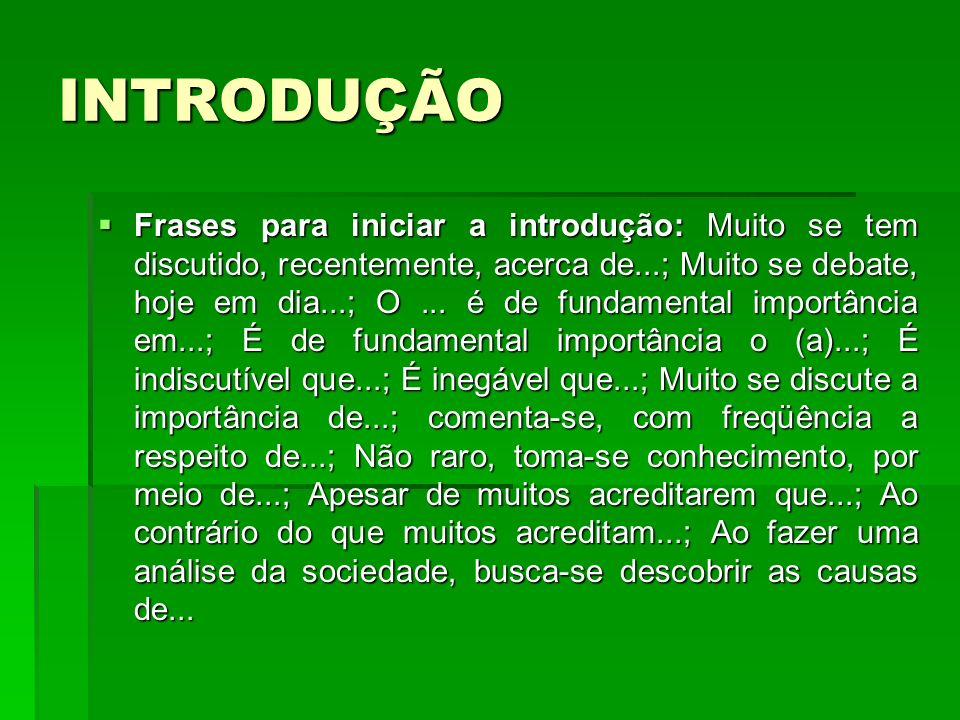 INTRODUÇÃO
▪ Frases para iniciar a introdução: Muito se tem
discutido, recentemente, acerca de...; Muito se debate,
hoje em dia...; O ... é de fundamental importância
em...; É de fundamental importância o (a)...; É
indiscutível que...; É inegável que...; Muito se discute a
importância de...; comenta-se, com freqüência a
respeito de...; Não raro, toma-se conhecimento, por
meio de...; Apesar de muitos acreditarem que...; Ao
contrário do que muitos acreditam...; Ao fazer uma
análise da sociedade, busca-se descobrir as causas
de...